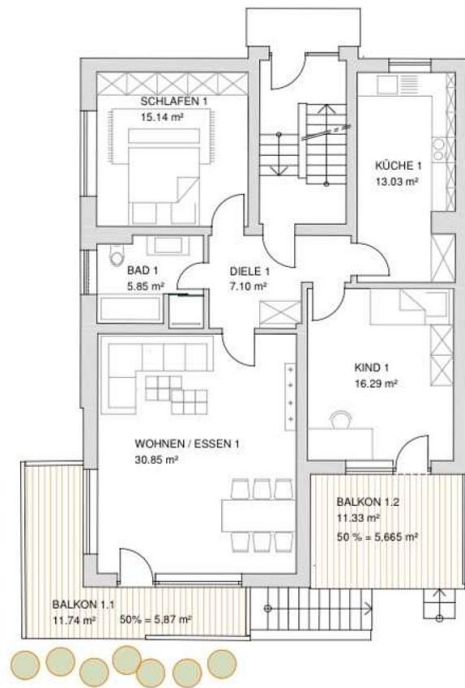 SCHLAFEN 1
15.14 m²
KÜCHE 1
13.03 m²
BAD 1
5.85 m²
DIELE 1
7.10 m²
KIND 1
16.29 m²
WOHNEN / ESSEN 1
30.85 m²
BALKON 1.2
11.33 m²
50 % = 5.665 m²
BALKON 1.1
11.74 m² 50% = 5.87 m²